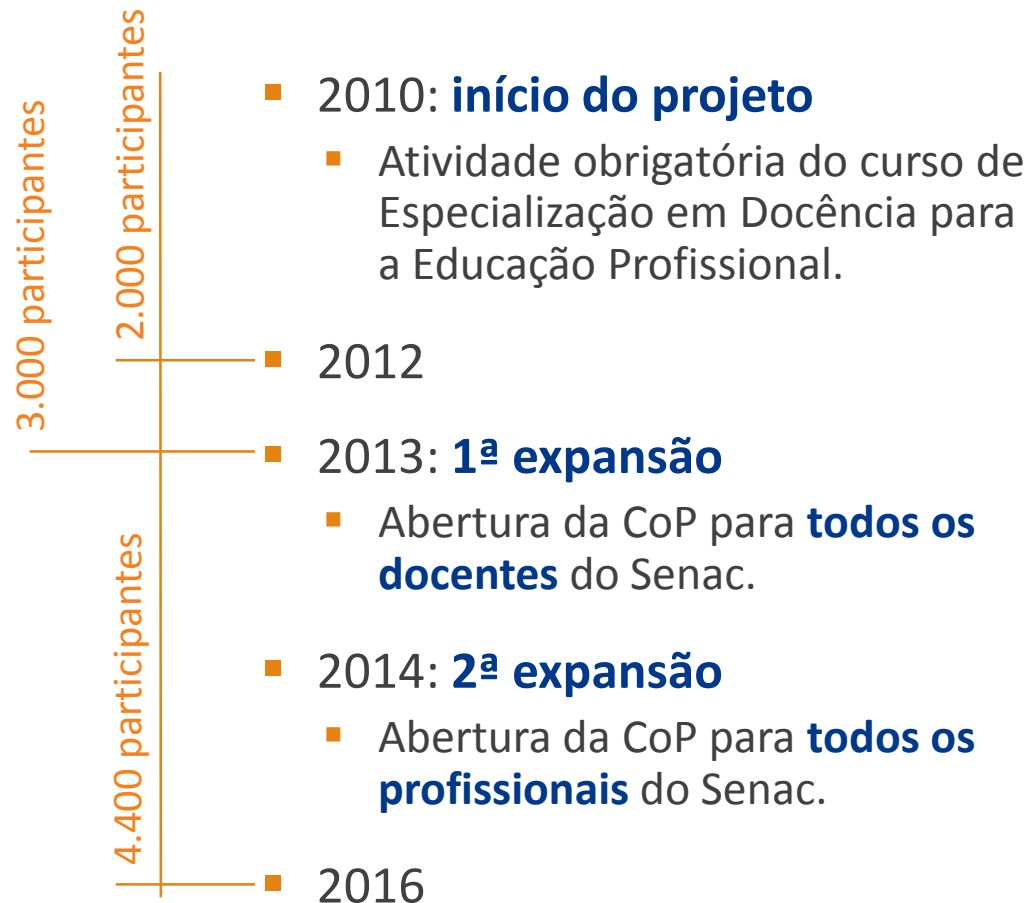 3.000 participantes
2.000 participantes
4.400 participantes
2010: início do projeto
Atividade obrigatória do curso de
Especialização em Docência para
a Educação Profissional.
2012
2013: 1ª expansão
Abertura da CoP para todos os
docentes do Senac.
2014: 2ª expansão
Abertura da CoP para todos os
profissionais do Senac.
2016